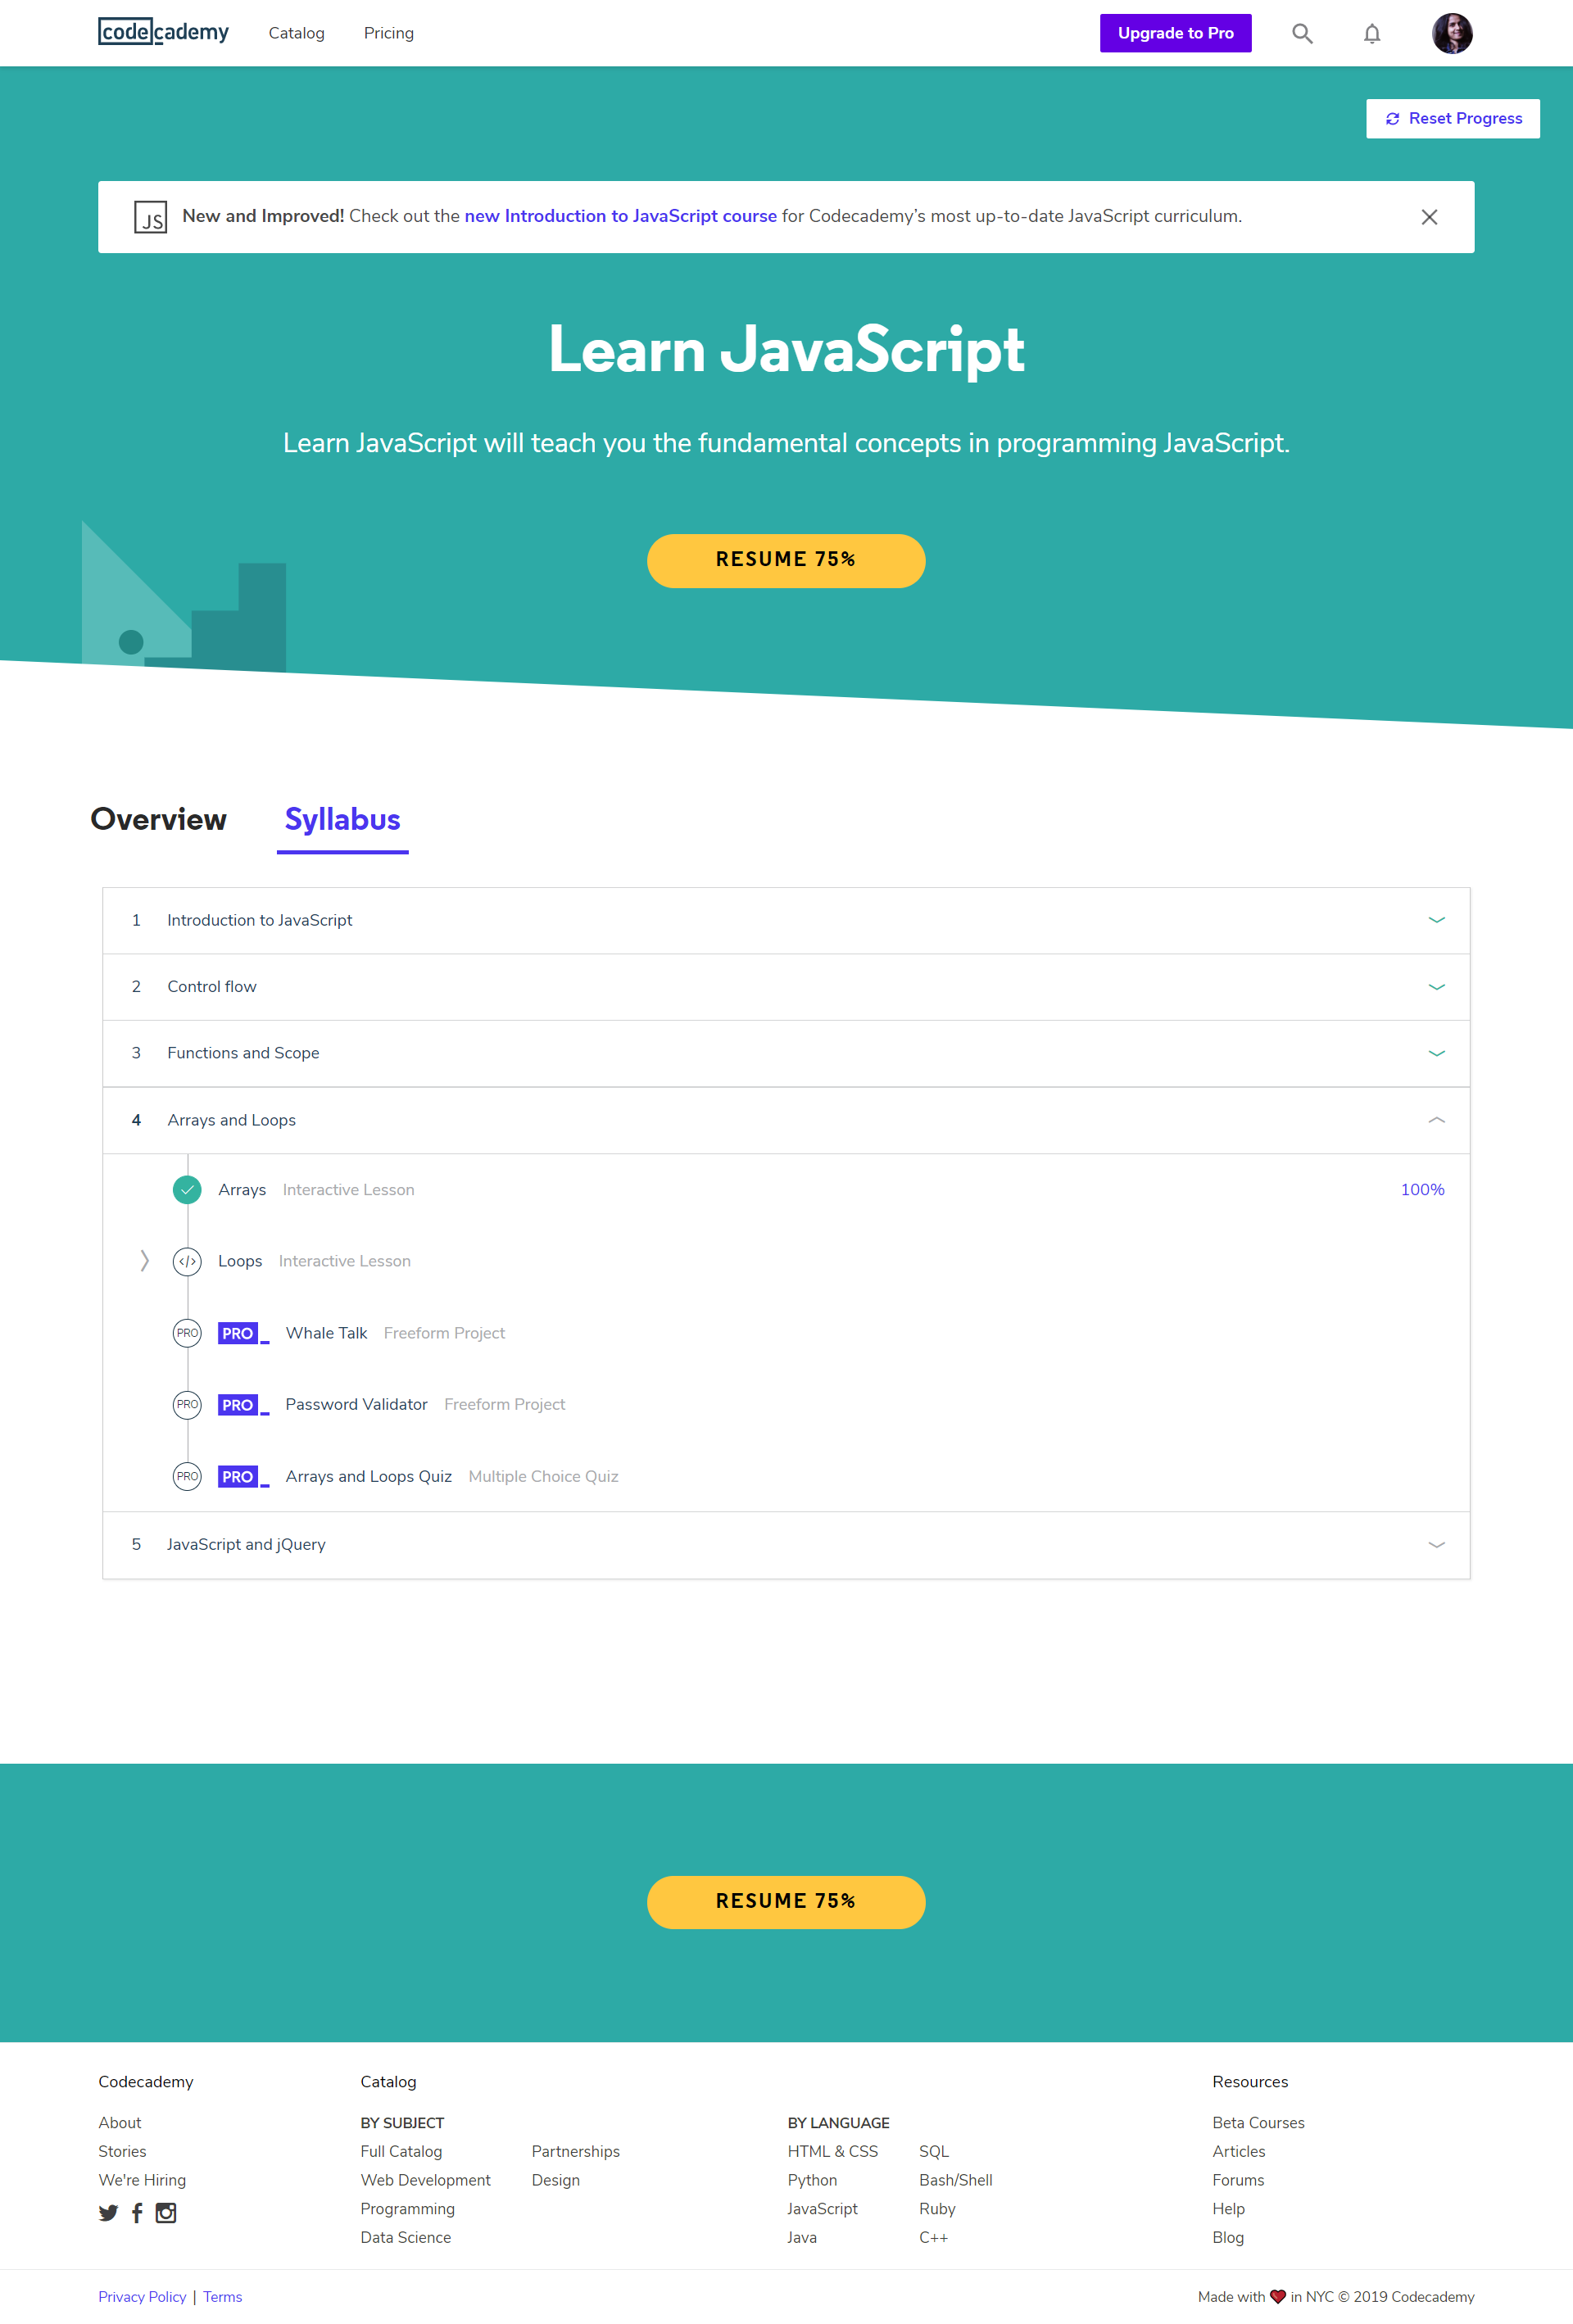 codecademy Catalog Pricing Upgrade to Pro
Reset Progress
JS New and Improved! Check out the new Introduction to JavaScript course for Codecademy’s most up-to-date JavaScript curriculum.
Learn JavaScript
Learn JavaScript will teach you the fundamental concepts in programming JavaScript.
RESUME 75%
Overview Syllabus
1 Introduction to JavaScript
2 Control flow
3 Functions and Scope
4 Arrays and Loops
Arrays Interactive Lesson 100%
</> Loops Interactive Lesson
PRO PRO_ Whale Talk Freeform Project
PRO PRO_ Password Validator Freeform Project
PRO PRO_ Arrays and Loops Quiz Multiple Choice Quiz
5 JavaScript and jQuery
RESUME 75%
Codecademy
About
Stories
We're Hiring
Catalog
BY SUBJECT
Full Catalog
Web Development
Programming
Data Science
Partnerships
Design
BY LANGUAGE
HTML & CSS
Python
JavaScript
Java
SQL
Bash/Shell
Ruby
C++
Resources
Beta Courses
Articles
Forums
Help
Blog
Privacy Policy | Terms
Made with ❤ in NYC © 2019 Codecademy